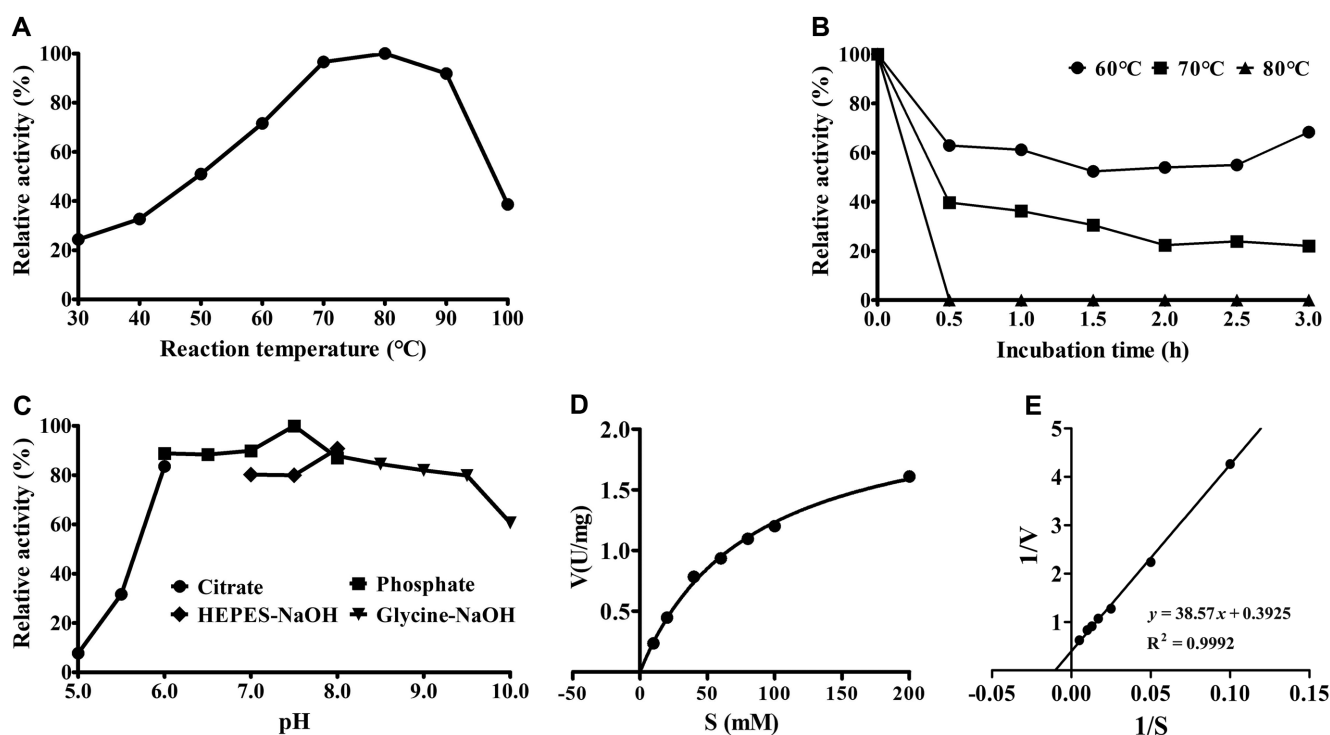 A
Relative activity (%)
100
80
60
40
20
0
30 40 50 60 70 80 90 100
Reaction temperature (°C)
B
Relative activity (%)
60°C 70°C 80°C
100
80
60
40
20
0
0.0 0.5 1.0 1.5 2.0 2.5 3.0
Incubation time (h)
C
Relative activity (%)
100
80
60
40
20
0
Citrate Phosphate
HEPES-NaOH Glycine-NaOH
5.0 6.0 7.0 8.0 9.0 10.0
pH
D
V(U/mg)
2.0
1.5
1.0
0.5
-50 0 50 100 150 200
S (mM)
E
1/V
5
4
3
2
1
y = 38.57x + 0.3925
R² = 0.9992
-0.05 0.00 0.05 0.10 0.15
1/S